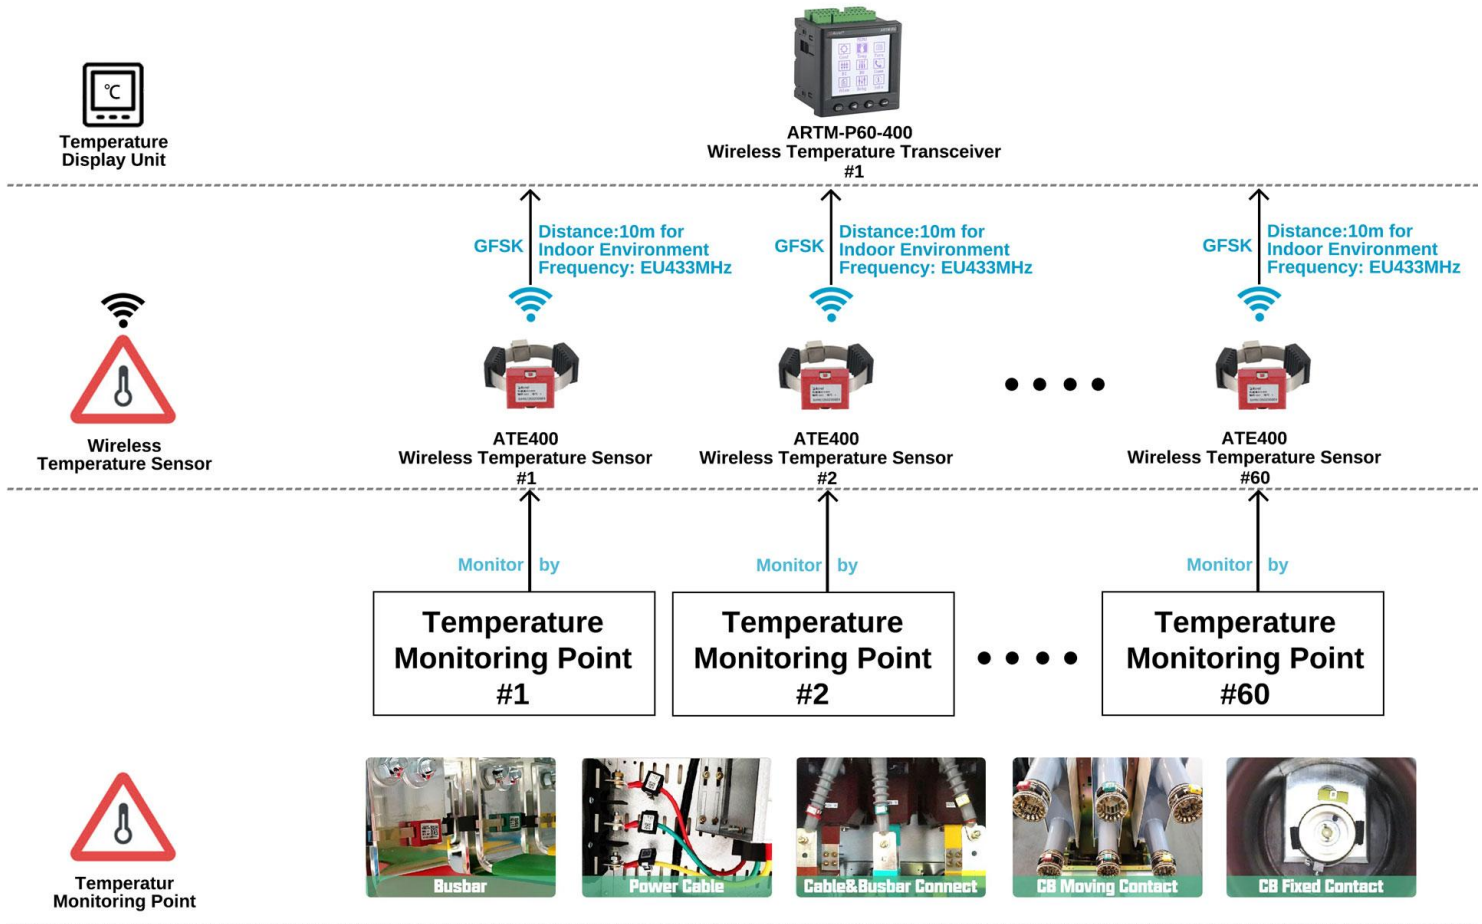 ARTM-P60-400
Wireless Temperature Transceiver
#1
℃
Temperature
Display Unit
GFSK
Distance:10m for
Indoor Environment
Frequency: EU433MHz
GFSK
Distance:10m for
Indoor Environment
Frequency: EU433MHz
GFSK
Distance:10m for
Indoor Environment
Frequency: EU433MHz
Wireless
Temperature Sensor
ATE400
Wireless Temperature Sensor
#1
ATE400
Wireless Temperature Sensor
#2
ATE400
Wireless Temperature Sensor
#60
Monitor by
Monitor by
Monitor by
Temperature
Monitoring Point
#1
Temperature
Monitoring Point
#2
Temperature
Monitoring Point
#60
Temperatur
Monitoring Point
Busbar
Power Cable
Cable&Busbar Connect
CB Moving Contact
CB Fixed Contact